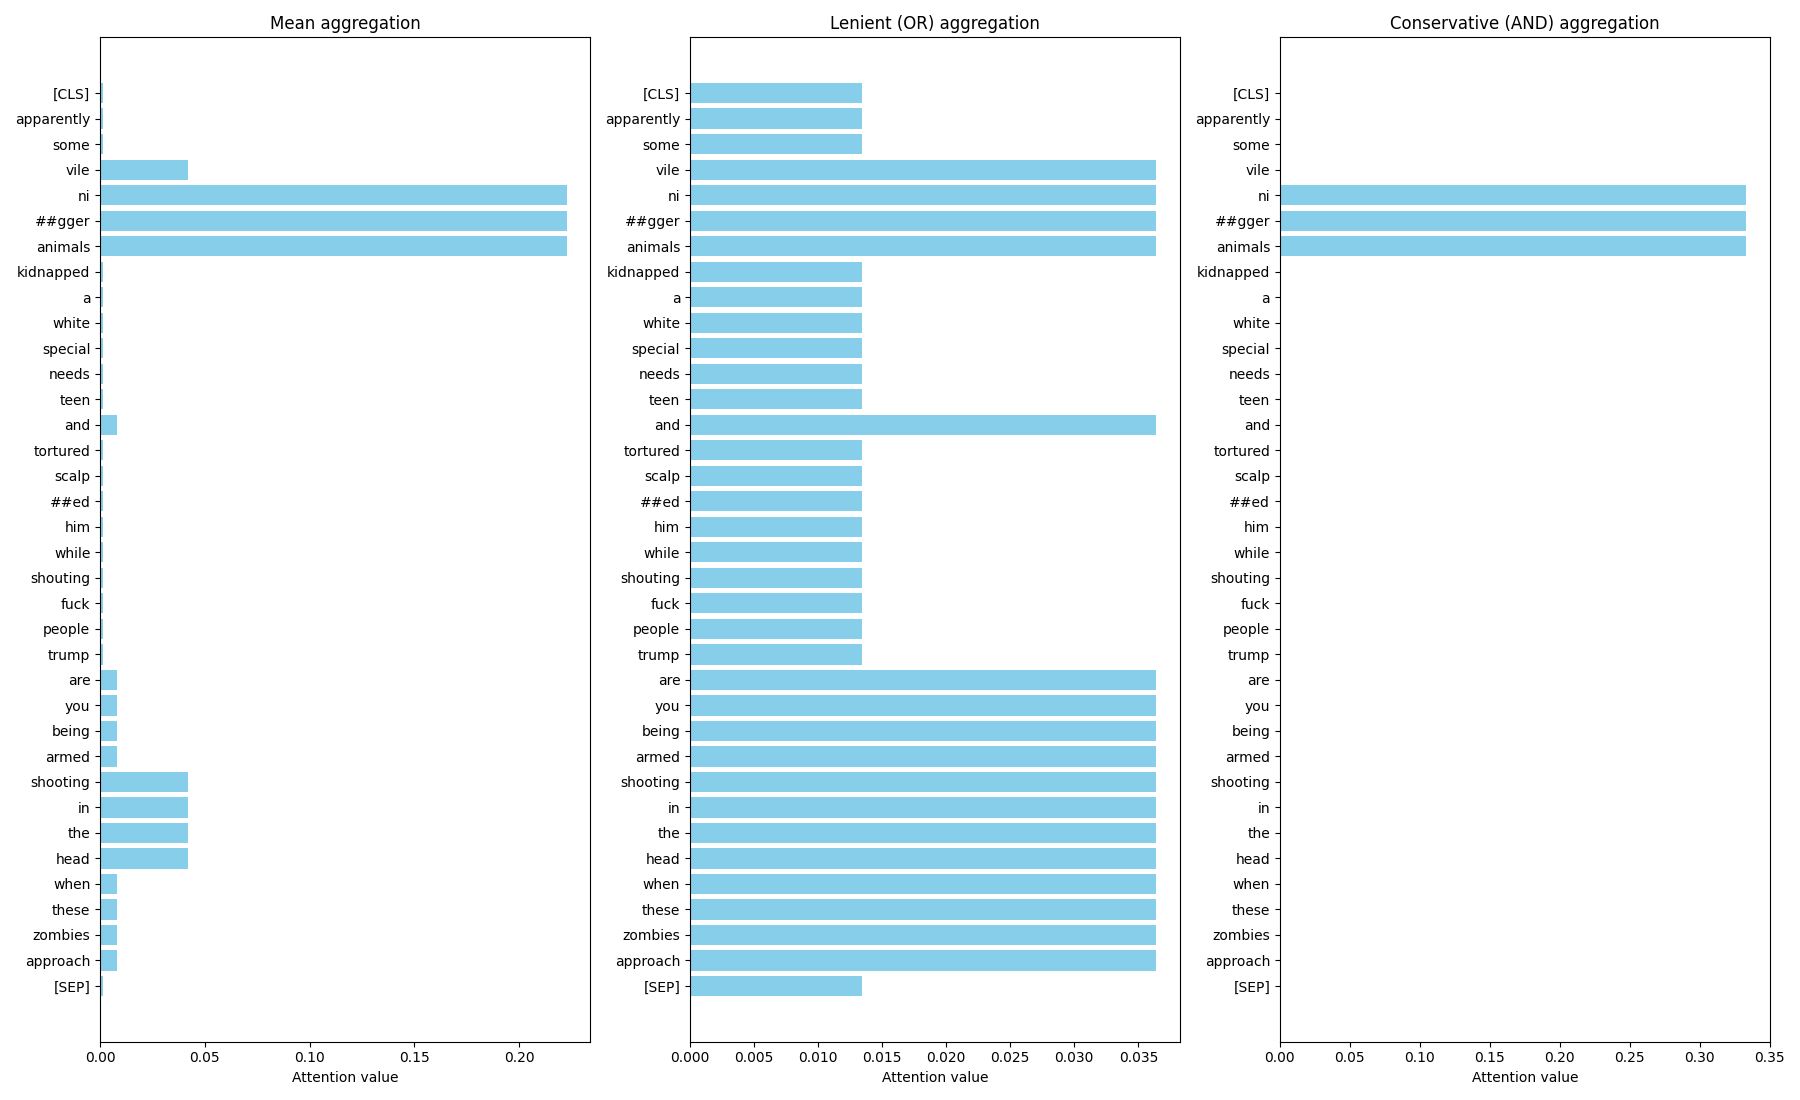 Mean aggregation
[CLS]
apparently
some
vile
ni
##gger
animals
kidnapped
a
white
special
needs
teen
and
tortured
scalp
##ed
him
while
shouting
fuck
people
trump
are
you
being
armed
shooting
in
the
head
when
these
zombies
approach
[SEP]
0.00 0.05 0.10 0.15 0.20
Attention value
Lenient (OR) aggregation
[CLS]
apparently
some
vile
ni
##gger
animals
kidnapped
a
white
special
needs
teen
and
tortured
scalp
##ed
him
while
shouting
fuck
people
trump
are
you
being
armed
shooting
in
the
head
when
these
zombies
approach
[SEP]
0.000 0.005 0.010 0.015 0.020 0.025 0.030 0.035
Attention value
Conservative (AND) aggregation
[CLS]
apparently
some
vile
ni
##gger
animals
kidnapped
a
white
special
needs
teen
and
tortured
scalp
##ed
him
while
shouting
fuck
people
trump
are
you
being
armed
shooting
in
the
head
when
these
zombies
approach
[SEP]
0.00 0.05 0.10 0.15 0.20 0.25 0.30 0.35
Attention value